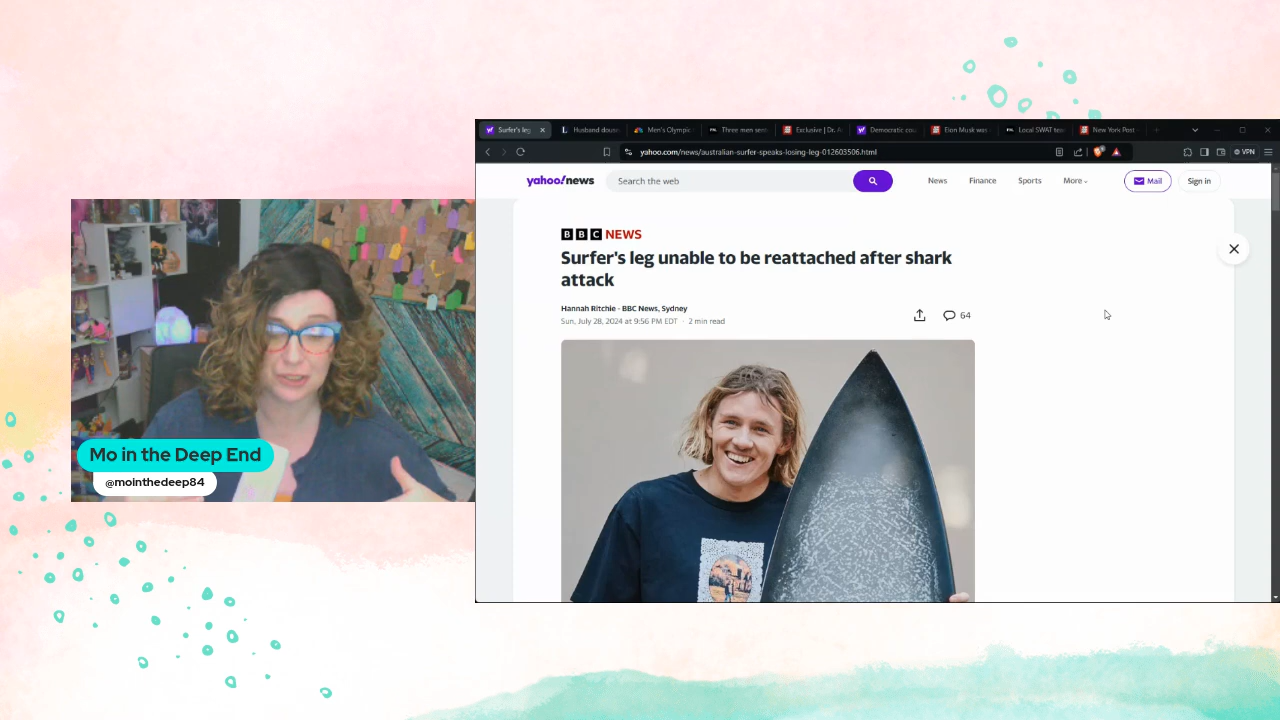 Surfer's leg
Husband dous
Men's Olympic
Three men sent
Exclusive | Dr. A
Democratic cou
Elon Musk was
Local SWAT tea
New York Post
yahoo.com/news/australian-surfer-speaks-losing-leg-012603506.html
VPN
yahoo!news
Search the web
News
Finance
Sports
More
Mail
Sign in
BBC NEWS
Surfer's leg unable to be reattached after shark
attack
Hannah Ritchie - BBC News, Sydney
Sun, July 28, 2024 at 9:56 PM EDT · 2 min read
64
Mo in the Deep End
@mointhedeep84